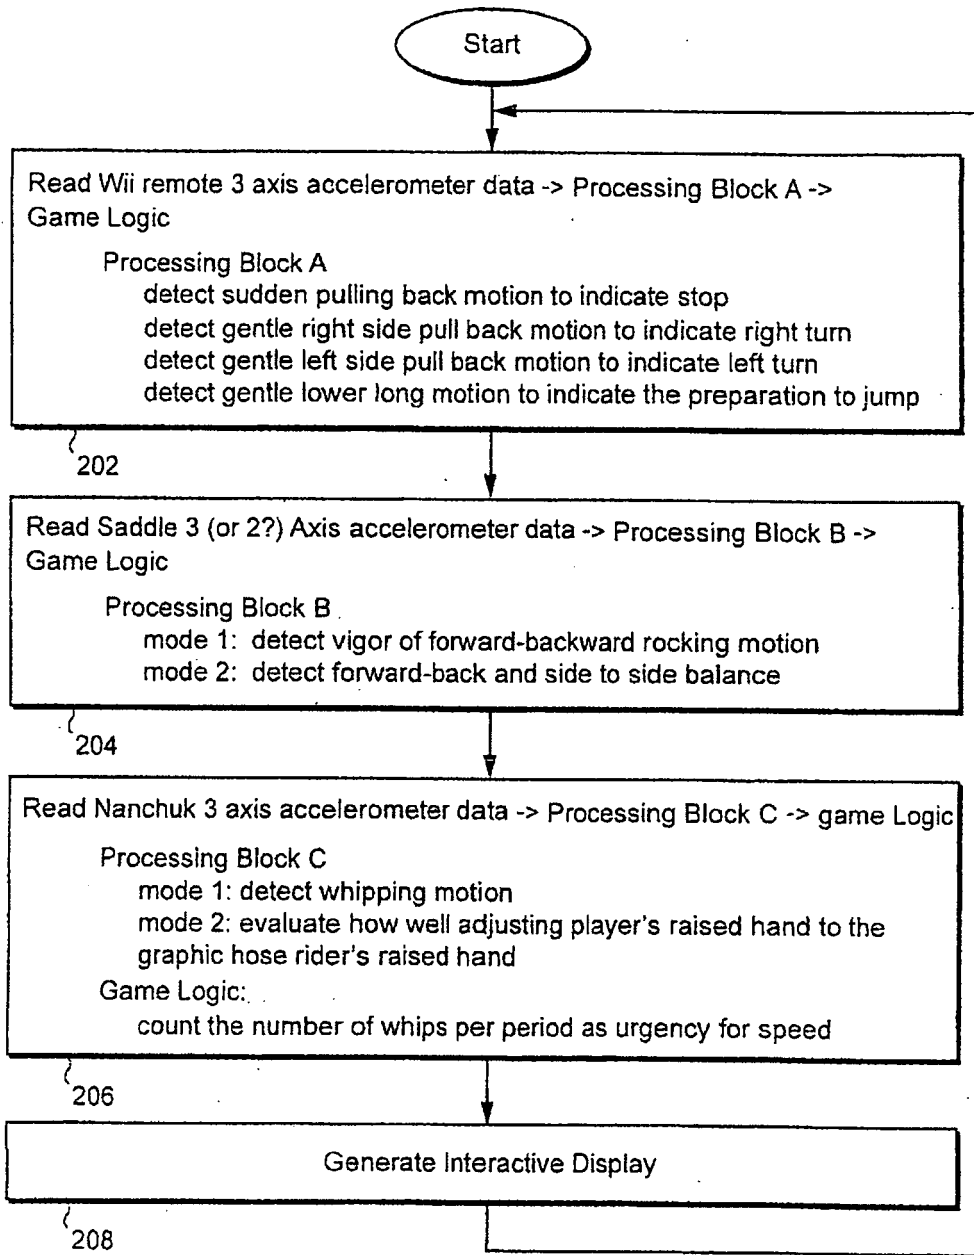 Start
Read Wii remote 3 axis accelerometer data -> Processing Block A ->
Game Logic
Processing Block A
detect sudden pulling back motion to indicate stop
detect gentle right side pull back motion to indicate right turn
detect gentle left side pull back motion to indicate left turn
detect gentle lower long motion to indicate the preparation to jump
202
Read Saddle 3 (or 2?) Axis accelerometer data -> Processing Block B ->
Game Logic
Processing Block B
mode 1: detect vigor of forward-backward rocking motion
mode 2: detect forward-back and side to side balance
204
Read Nanchuk 3 axis accelerometer data -> Processing Block C -> game Logic
Processing Block C
mode 1: detect whipping motion
mode 2: evaluate how well adjusting player's raised hand to the
graphic hose rider's raised hand
Game Logic:
count the number of whips per period as urgency for speed
206
Generate Interactive Display
208